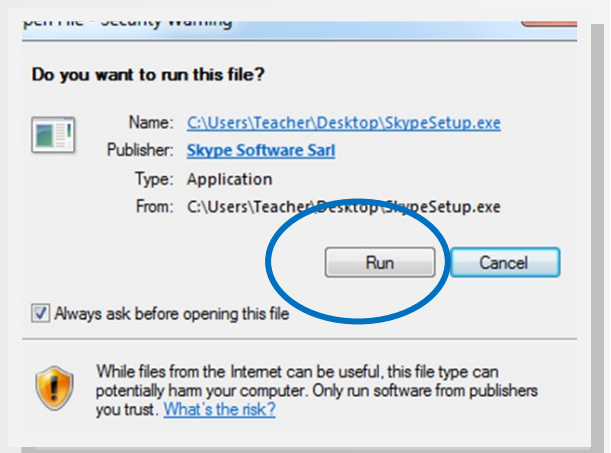 Security Warning
Do you want to run this file?
Name: C:\Users\Teacher\Desktop\SkypeSetup.exe
Publisher: Skype Software Sarl
Type: Application
From: C:\Users\Teacher\Desktop\SkypeSetup.exe
Run Cancel
Always ask before opening this file
While files from the Internet can be useful, this file type can
potentially harm your computer. Only run software from publishers
you trust. What's the risk?